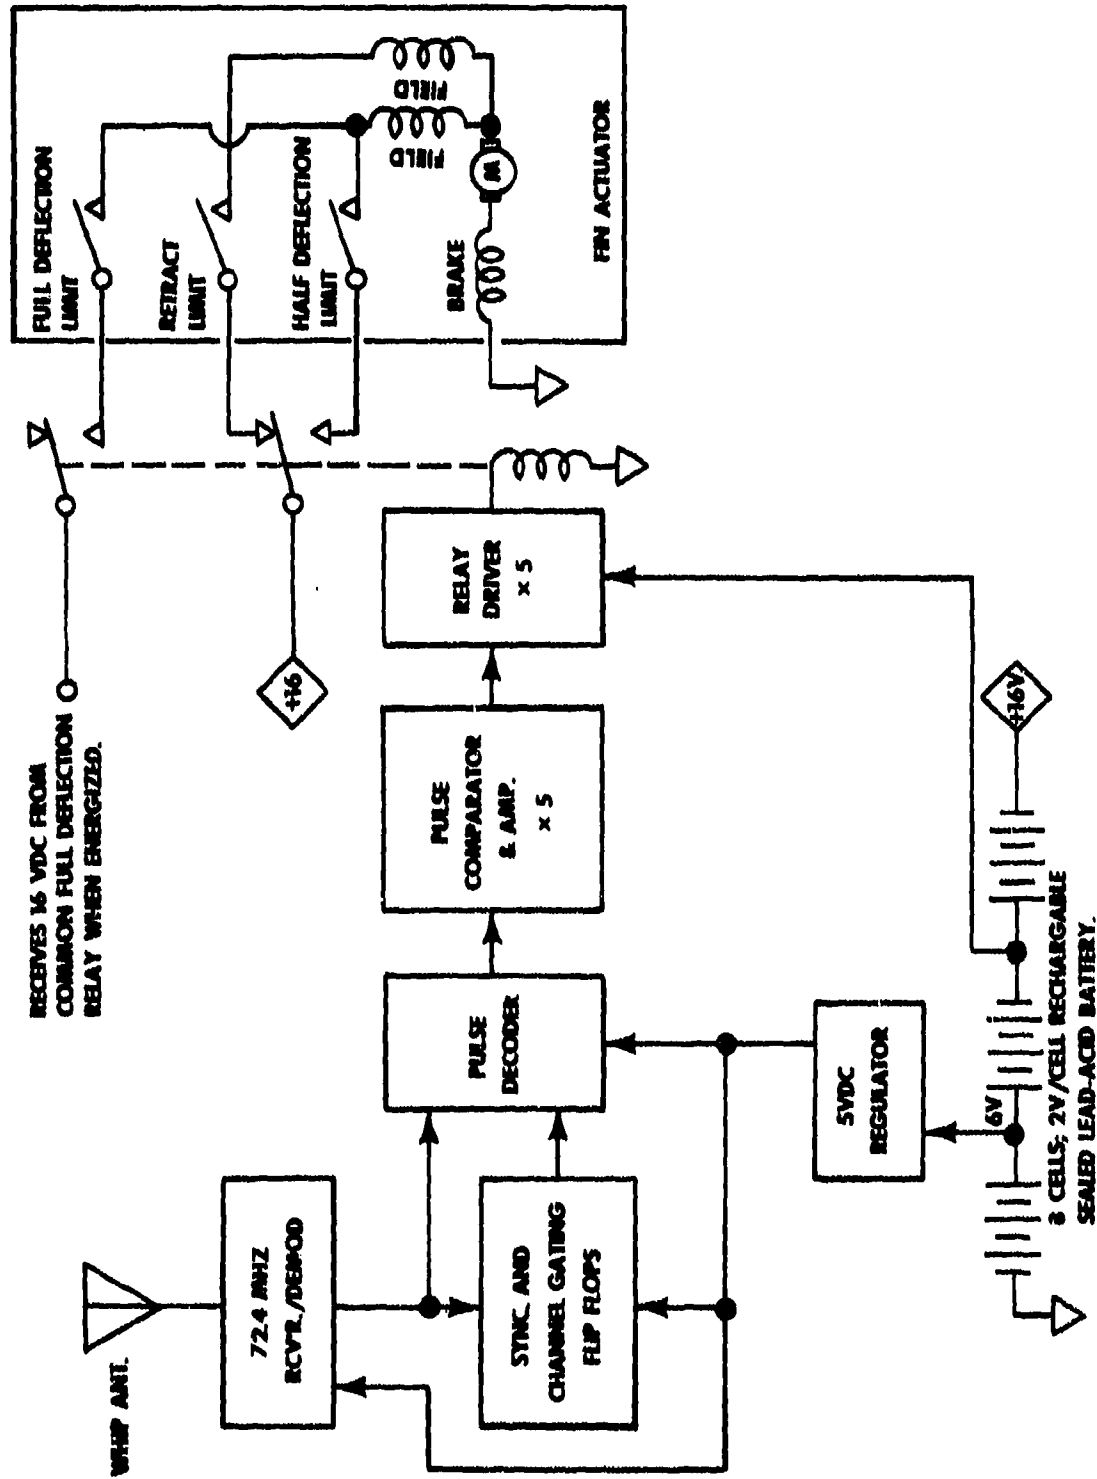 RECEIVES 16 VDC FROM
COMMON FULL DEFLECTION
RELAY WHEN ENERGIZED.
FULL DEFLECTION
LIMIT
RETRACT
LIMIT
HALF DEFLECTION
LIMIT
FIELD
FIELD
M
BRAKE
FIN ACTUATOR
+16
WHIP ANT.
72.4 MHZ
RCV'R./DEMOD
SYNC. AND
CHANNEL GATING
FLIP FLOPS
PULSE
DECODER
PULSE
COMPARATOR
& AMP.
x 5
RELAY
DRIVER
x 5
5VDC
REGULATOR
6V
+16V
8 CELLS; 2V/CELL RECHARGABLE
SEALED LEAD-ACID BATTERY.